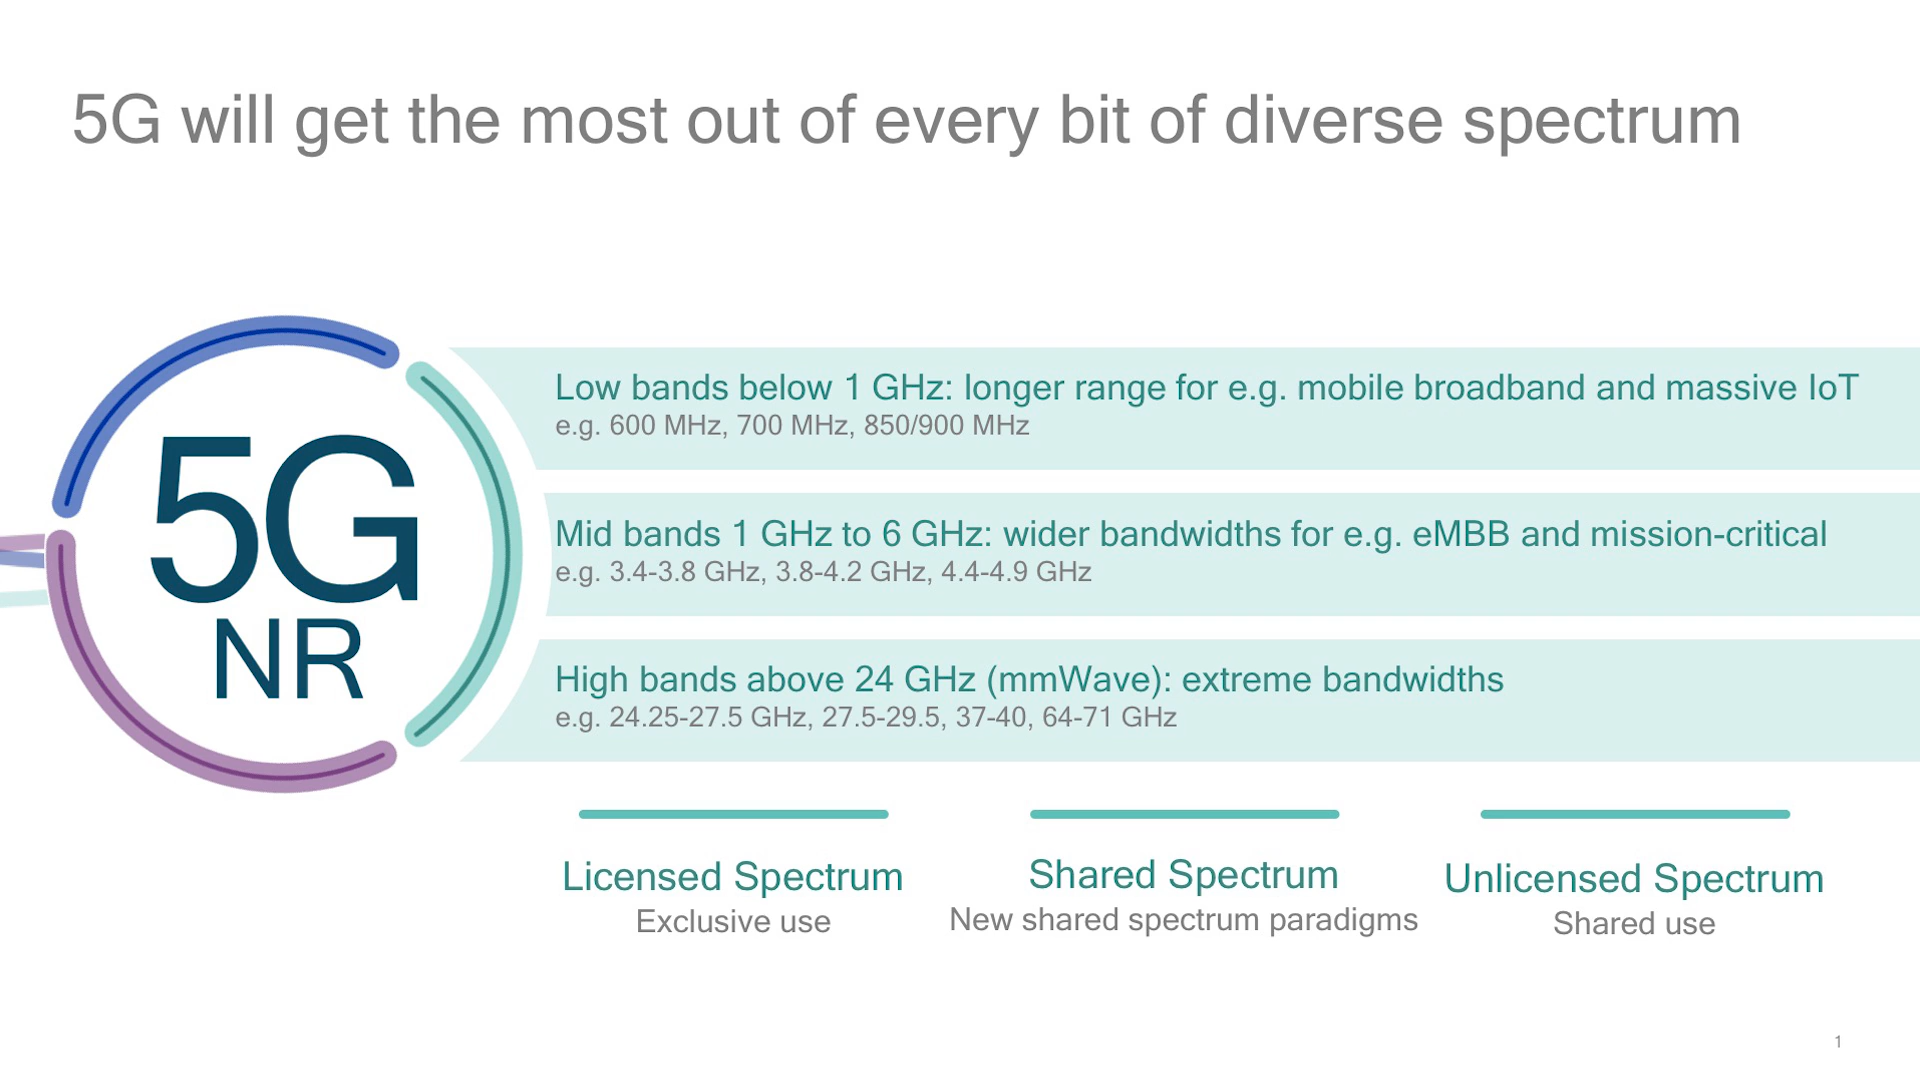 5G will get the most out of every bit of diverse spectrum
5G
NR
Low bands below 1 GHz: longer range for e.g. mobile broadband and massive IoT
e.g. 600 MHz, 700 MHz, 850/900 MHz
Mid bands 1 GHz to 6 GHz: wider bandwidths for e.g. eMBB and mission-critical
e.g. 3.4-3.8 GHz, 3.8-4.2 GHz, 4.4-4.9 GHz
High bands above 24 GHz (mmWave): extreme bandwidths
e.g. 24.25-27.5 GHz, 27.5-29.5, 37-40, 64-71 GHz
Licensed Spectrum
Exclusive use
Shared Spectrum
New shared spectrum paradigms
Unlicensed Spectrum
Shared use
1